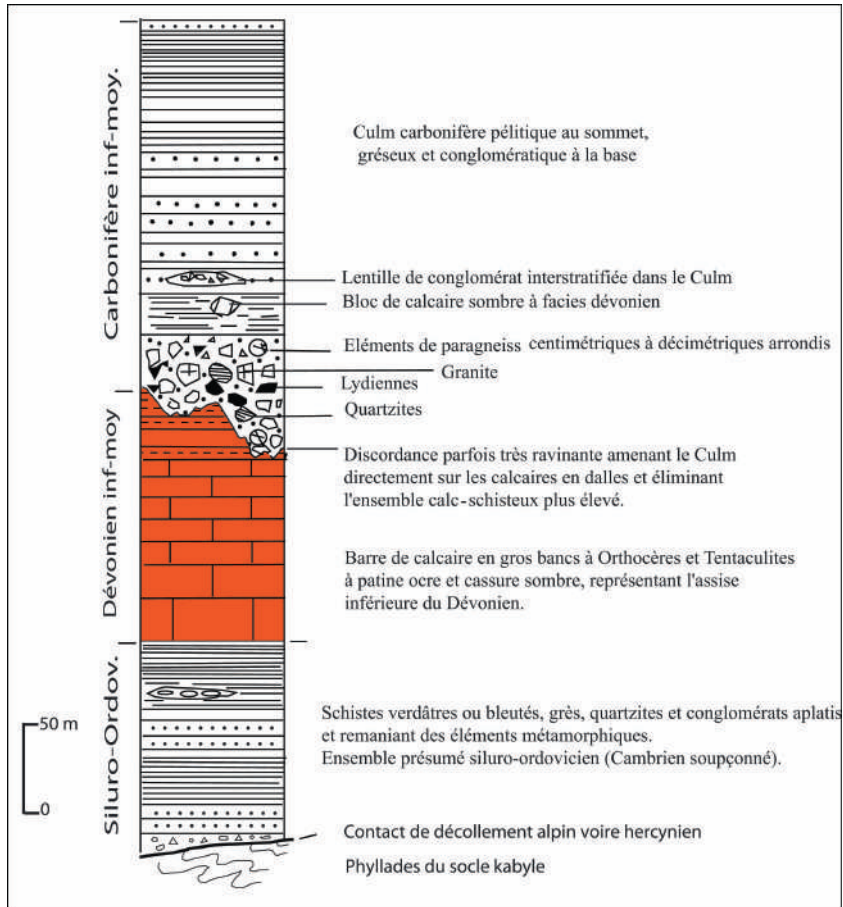 Carbonifère inf-moy.
Culm carbonifère pélitique au sommet,
gréseux et conglomératique à la base
Lentille de conglomérat interstratifiée dans le Culm
Bloc de calcaire sombre à facies dévonien
Eléments de paragneiss centimétriques à décimétriques arrondis
Granite
Lydiennes
Quartzites
Dévonien inf-moy
Discordance parfois très ravinante amenant le Culm
directement sur les calcaires en dalles et éliminant
l'ensemble calc-schisteux plus élevé.
Barre de calcaire en gros bancs à Orthocères et Tentaculites
à patine ocre et cassure sombre, représentant l'assise
inférieure du Dévonien.
Siluro-Ordov.
50 m
0
Schistes verdâtres ou bleutés, grès, quartzites et conglomérats aplatis
et remaniant des éléments métamorphiques.
Ensemble présumé siluro-ordovicien (Cambrien soupçonné).
Contact de décollement alpin voire hercynien
Phyllades du socle kabyle